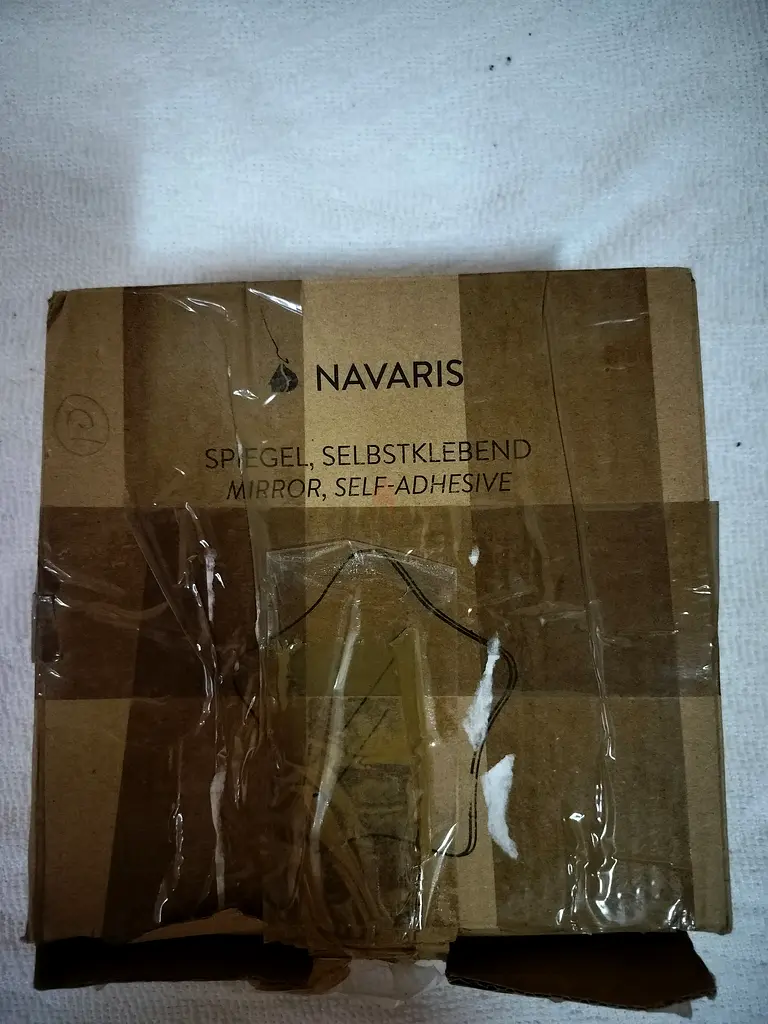 NAVARIS
SPIEGEL, SELBSTKLEBEND
MIRROR, SELF-ADHESIVE